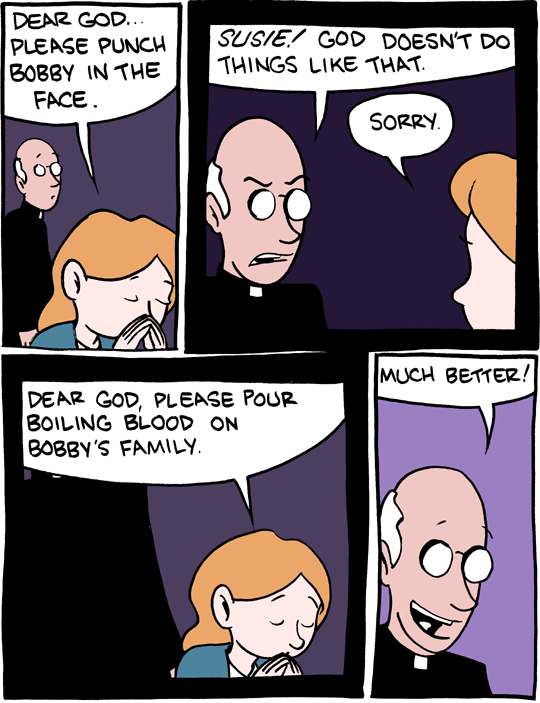 DEAR GOD...
PLEASE PUNCH
BOBBY IN THE
FACE.
SUSIE! GOD DOESN'T DO
THINGS LIKE THAT.
SORRY.
DEAR GOD, PLEASE POUR
BOILING BLOOD ON
BOBBY'S FAMILY.
MUCH BETTER!